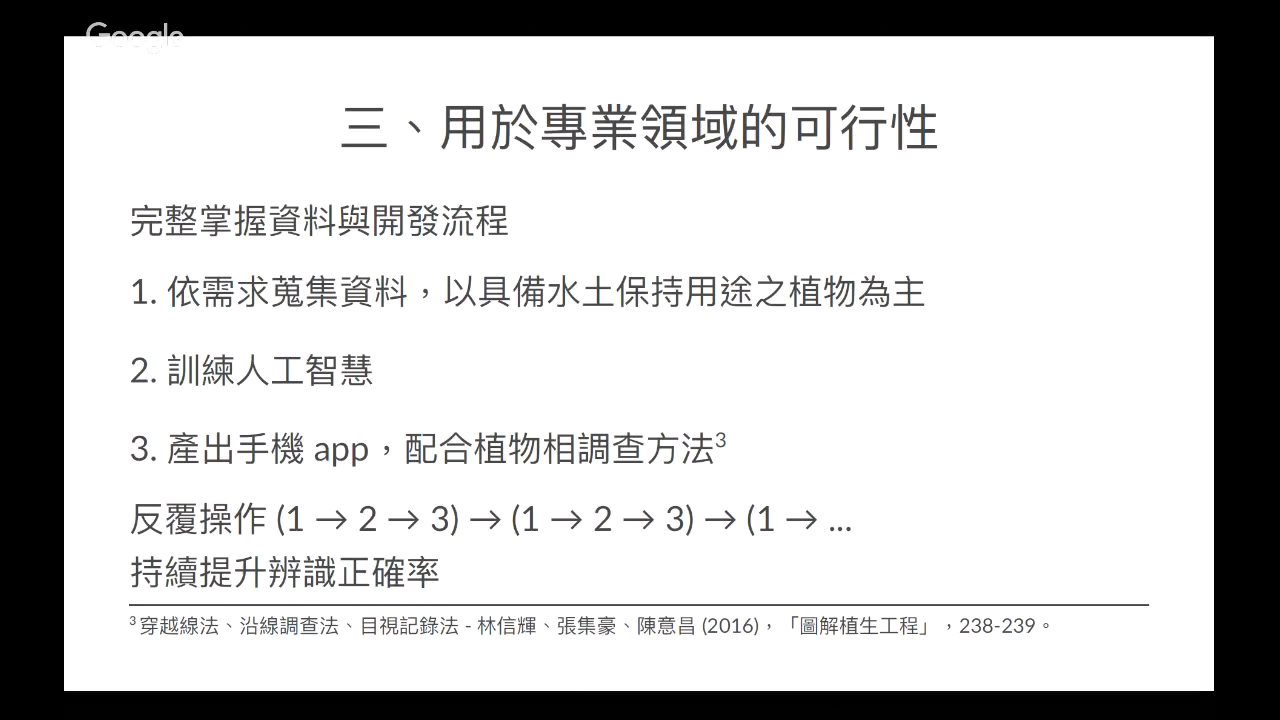 Google
三、用於專業領域的可行性
完整掌握資料與開發流程
1. 依需求蒐集資料，以具備水土保持用途之植物為主
2. 訓練人工智慧
3. 產出手機 app，配合植物相調查方法3
反覆操作 (1 → 2 → 3) → (1 → 2 → 3) → (1 → ...
持續提升辨識正確率
3 穿越線法、沿線調查法、目視記錄法 - 林信輝、張集豪、陳意昌 (2016)，「圖解植生工程」，238-239。